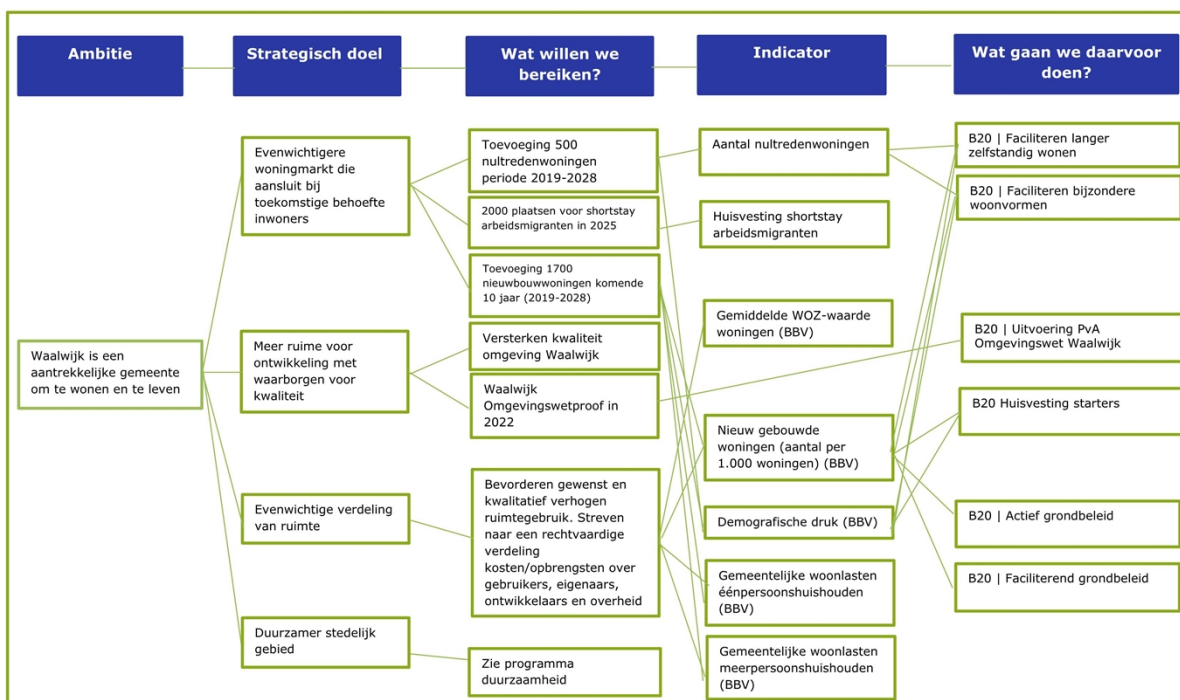 Ambitie
Strategisch doel
Wat willen we
bereiken?
Indicator
Wat gaan we daarvoor
doen?
Waalwijk is een
aantrekkelijke gemeente
om te wonen en te leven
Evenwichtigere
woningmarkt die
aansluit bij
toekomstige behoefte
inwoners
Meer ruime voor
ontwikkeling met
waarborgen voor
kwaliteit
Evenwichtige verdeling
van ruimte
Duurzamer stedelijk
gebied
Toevoeging 500
nultredenwoningen
periode 2019-2028
2000 plaatsen voor shortstay
arbeidsmigranten in 2025
Toevoeging 1700
nieuwbouwwoningen komende
10 jaar (2019-2028)
Versterken kwaliteit
omgeving Waalwijk
Waalwijk
Omgevingswetproof in
2022
Bevorderen gewenst en
kwalitatief verhogen
ruimtegebruik. Streven
naar een rechtvaardige
verdeling
kosten/opbrengsten over
gebruikers, eigenaars,
ontwikkelaars en overheid
Zie programma
duurzaamheid
Aantal nultredenwoningen
Huisvesting shortstay
arbeidsmigranten
Gemiddelde WOZ-waarde
woningen (BBV)
Nieuw gebouwde
woningen (aantal per
1.000 woningen) (BBV)
Demografische druk (BBV)
Gemeentelijke woonlasten
éénpersoonshuishouden
(BBV)
Gemeentelijke woonlasten
meerpersoonshuishouden
(BBV)
B20 | Faciliteren langer
zelfstandig wonen
B20 | Faciliteren bijzondere
woonvormen
B20 | Uitvoering PvA
Omgevingswet Waalwijk
B20 Huisvesting starters
B20 | Actief grondbeleid
B20 | Faciliterend grondbeleid